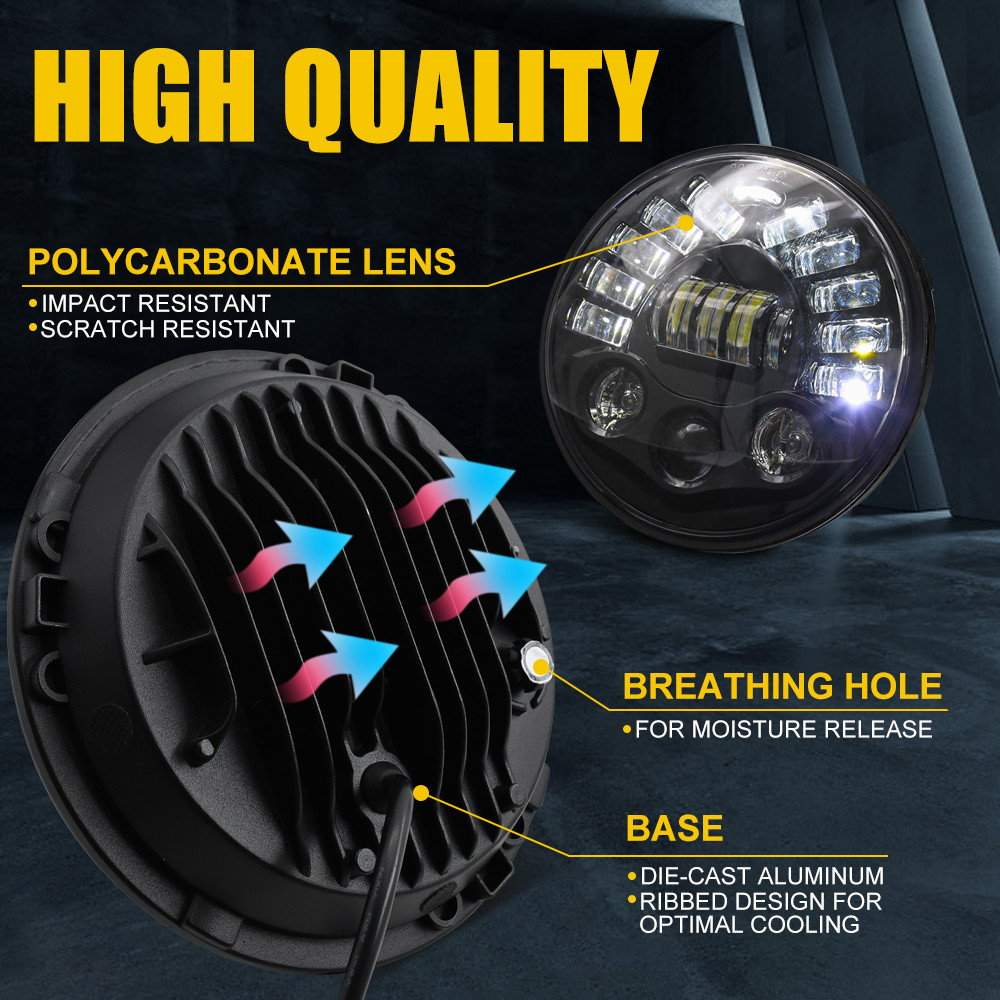 HIGH QUALITY
POLYCARBONATE LENS
• IMPACT RESISTANT
• SCRATCH RESISTANT
BREATHING HOLE
• FOR MOISTURE RELEASE
BASE
• DIE-CAST ALUMINUM
• RIBBED DESIGN FOR
OPTIMAL COOLING